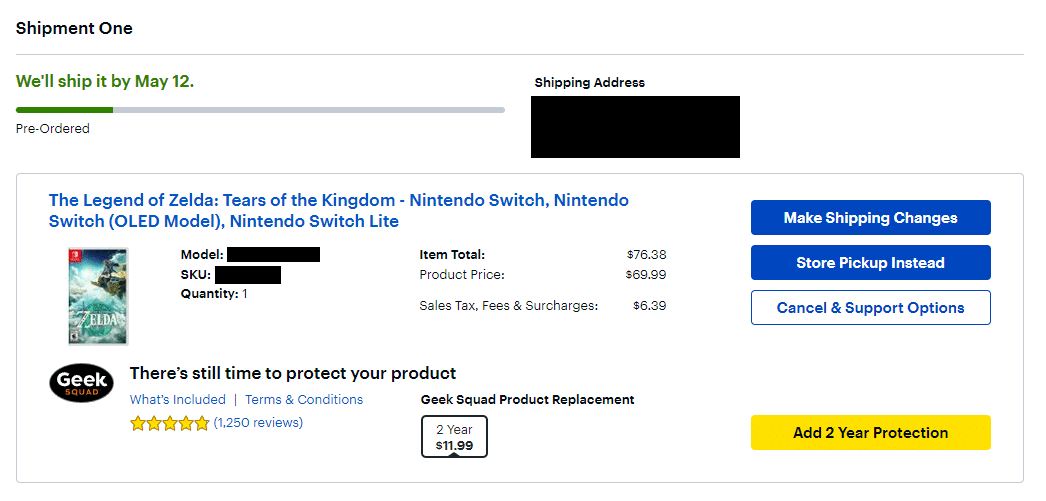 Shipment One
We'll ship it by May 12.
Pre-Ordered
Shipping Address
The Legend of Zelda: Tears of the Kingdom - Nintendo Switch, Nintendo
Switch (OLED Model), Nintendo Switch Lite
ZELDA
Model:
SKU:
Quantity: 1
Item Total: $76.38
Product Price: $69.99
Sales Tax, Fees & Surcharges: $6.39
Make Shipping Changes
Store Pickup Instead
Cancel & Support Options
Geek
SQUAD
There's still time to protect your product
What's Included | Terms & Conditions
(1,250 reviews)
Geek Squad Product Replacement
2 Year
$11.99
Add 2 Year Protection